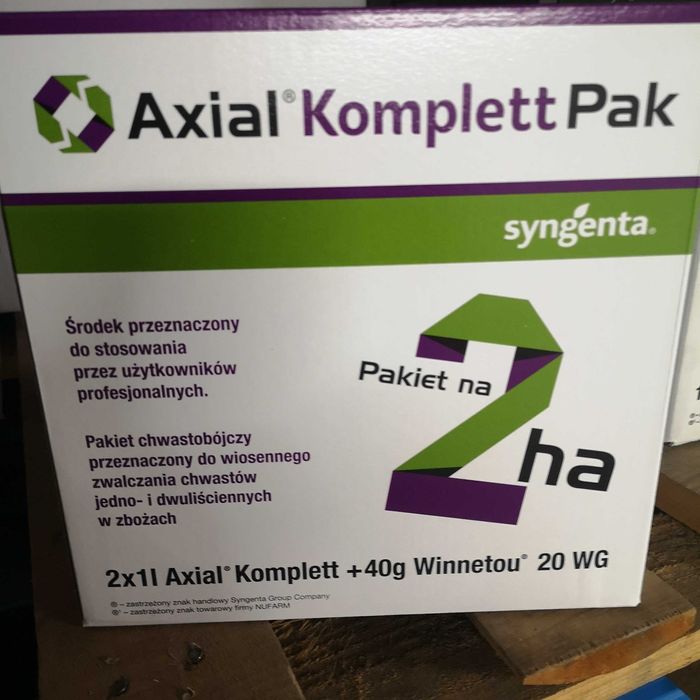 Axial® Komplett Pak
syngenta®
Środek przeznaczony
do stosowania
przez użytkowników
profesjonalnych.
Pakiet chwastobójczy
przeznaczony do wiosennego
zwalczania chwastów
jedno- i dwuliściennych
w zbożach
Pakiet na
2 ha
2x1l Axial® Komplett +40g Winnetou® 20 WG
® – zastrzeżony znak handlowy Syngenta Group Company
®' – zastrzeżony znak towarowy firmy NUFARM